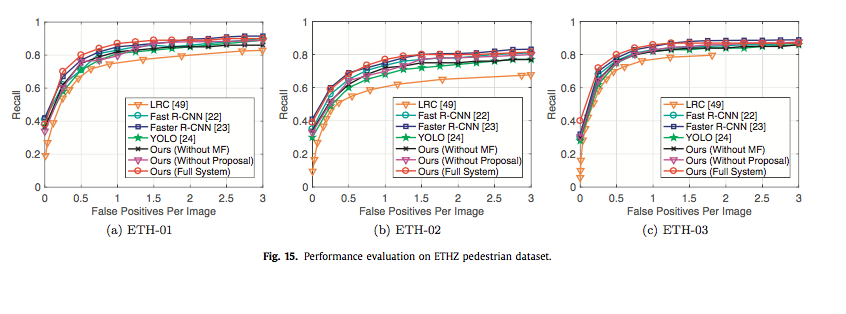 1
0.8
0.6
0.4
0.2
0
Recall
LRC [49]
Fast R-CNN [22]
Faster R-CNN [23]
YOLO [24]
Ours (Without MF)
Ours (Without Proposal)
Ours (Full System)
0 0.5 1 1.5 2 2.5 3
False Positives Per Image
(a) ETH-01
1
0.8
0.6
0.4
0.2
0
Recall
LRC [49]
Fast R-CNN [22]
Faster R-CNN [23]
YOLO [24]
Ours (Without MF)
Ours (Without Proposal)
Ours (Full System)
0 0.5 1 1.5 2 2.5 3
False Positives Per Image
(b) ETH-02
1
0.8
0.6
0.4
0.2
0
Recall
LRC [49]
Fast R-CNN [22]
Faster R-CNN [23]
YOLO [24]
Ours (Without MF)
Ours (Without Proposal)
Ours (Full System)
0 0.5 1 1.5 2 2.5 3
False Positives Per Image
(c) ETH-03
Fig. 15. Performance evaluation on ETHZ pedestrian dataset.